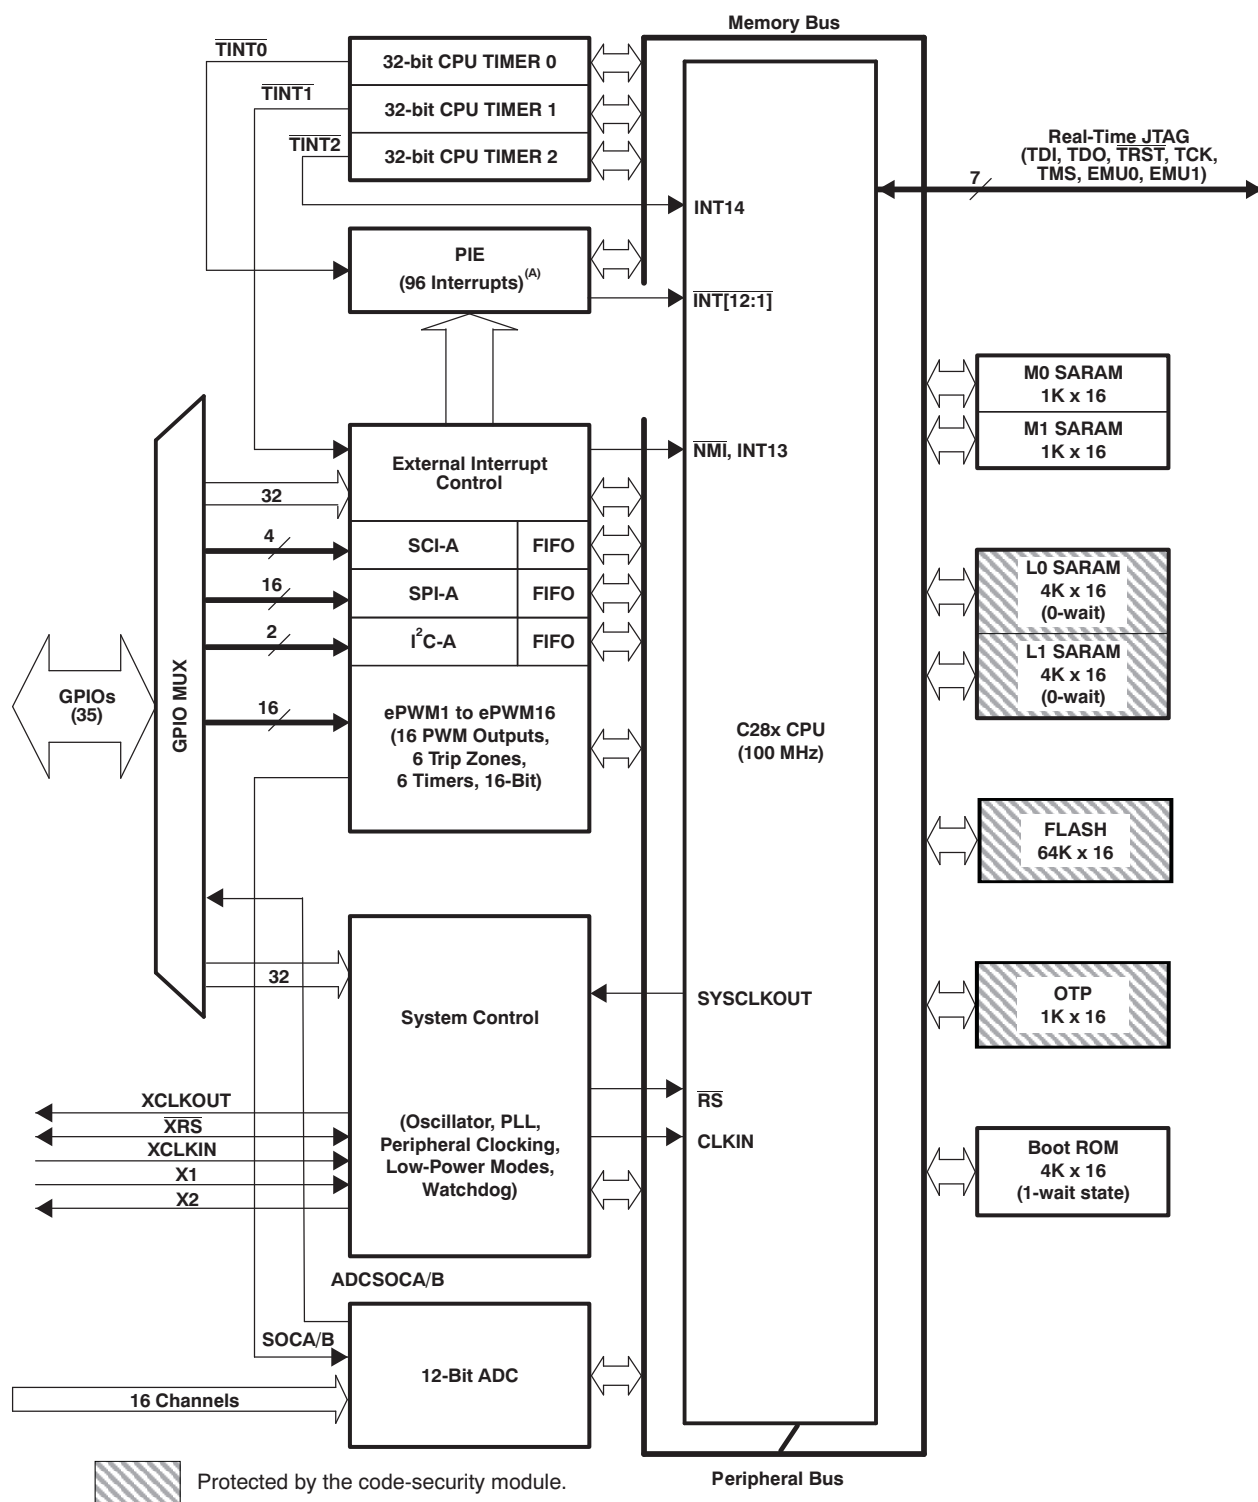 Memory Bus
TINT0
32-bit CPU TIMER 0
TINT1
32-bit CPU TIMER 1
TINT2
32-bit CPU TIMER 2
Real-Time JTAG
(TDI, TDO, TRST, TCK,
TMS, EMU0, EMU1)
7
INT14
PIE
(96 Interrupts)(A)
INT[12:1]
M0 SARAM
1K x 16
M1 SARAM
1K x 16
External Interrupt
Control
NMI, INT13
32
4
SCI-A
FIFO
16
SPI-A
FIFO
2
I2C-A
FIFO
L0 SARAM
4K x 16
(0-wait)
L1 SARAM
4K x 16
(0-wait)
GPIOs
(35)
GPIO MUX
16
ePWM1 to ePWM16
(16 PWM Outputs,
6 Trip Zones,
6 Timers, 16-Bit)
C28x CPU
(100 MHz)
FLASH
64K x 16
32
System Control
SYSCLKOUT
OTP
1K x 16
RS
XCLKOUT
XRS
XCLKIN
X1
X2
(Oscillator, PLL,
Peripheral Clocking,
Low-Power Modes,
Watchdog)
CLKIN
Boot ROM
4K x 16
(1-wait state)
ADCSOCA/B
SOCA/B
12-Bit ADC
16 Channels
Peripheral Bus
Protected by the code-security module.